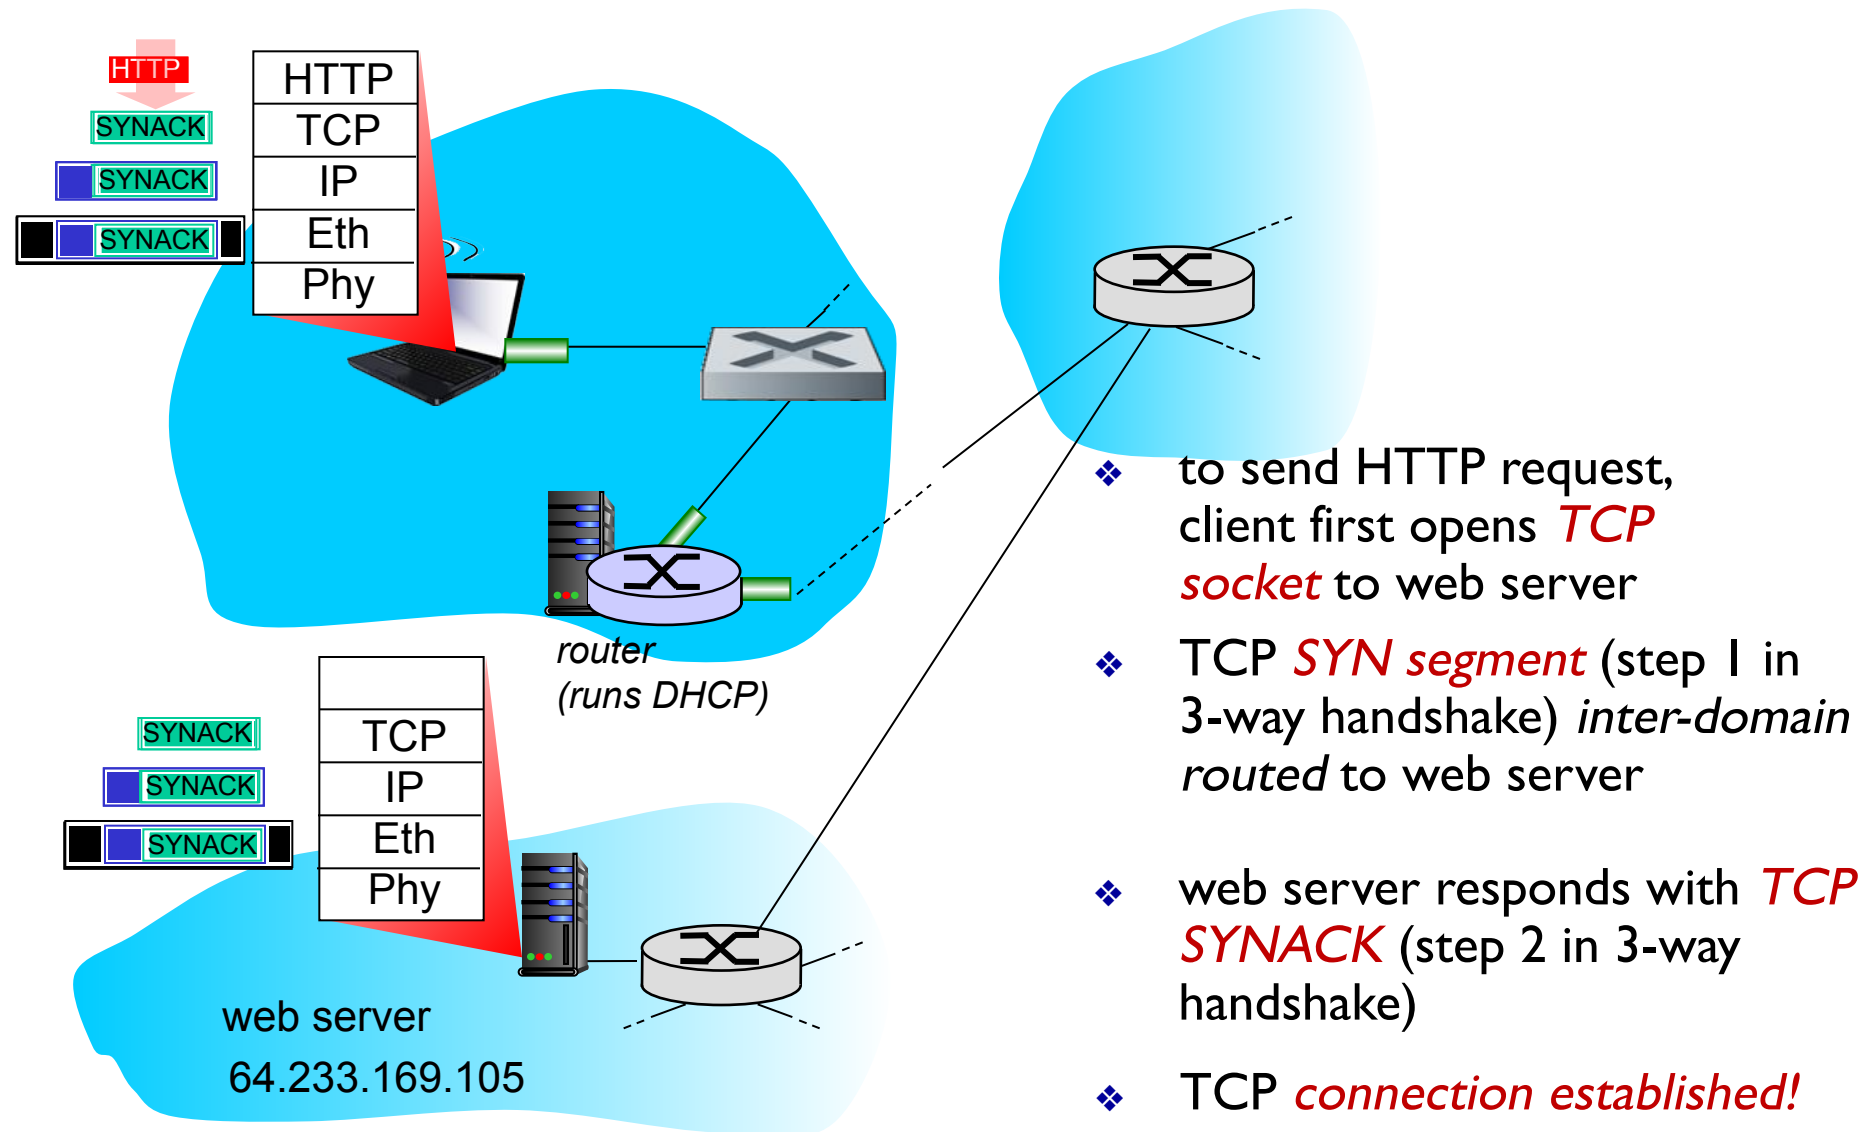 HTTP
SYNACK
SYNACK
SYNACK
HTTP
TCP
IP
Eth
Phy
router
(runs DHCP)
SYNACK
SYNACK
SYNACK
TCP
IP
Eth
Phy
web server
64.233.169.105
❖ to send HTTP request,
client first opens TCP
socket to web server
❖ TCP SYN segment (step 1 in
3-way handshake) inter-domain
routed to web server
❖ web server responds with TCP
SYNACK (step 2 in 3-way
handshake)
❖ TCP connection established!